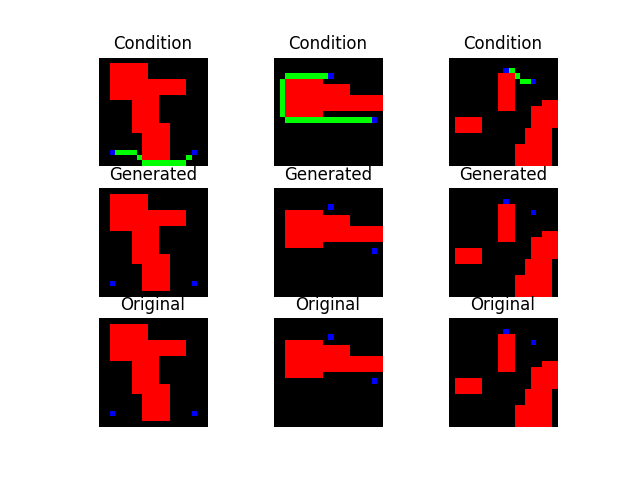 Condition Condition Condition
Generated Generated Generated
Original Original Original